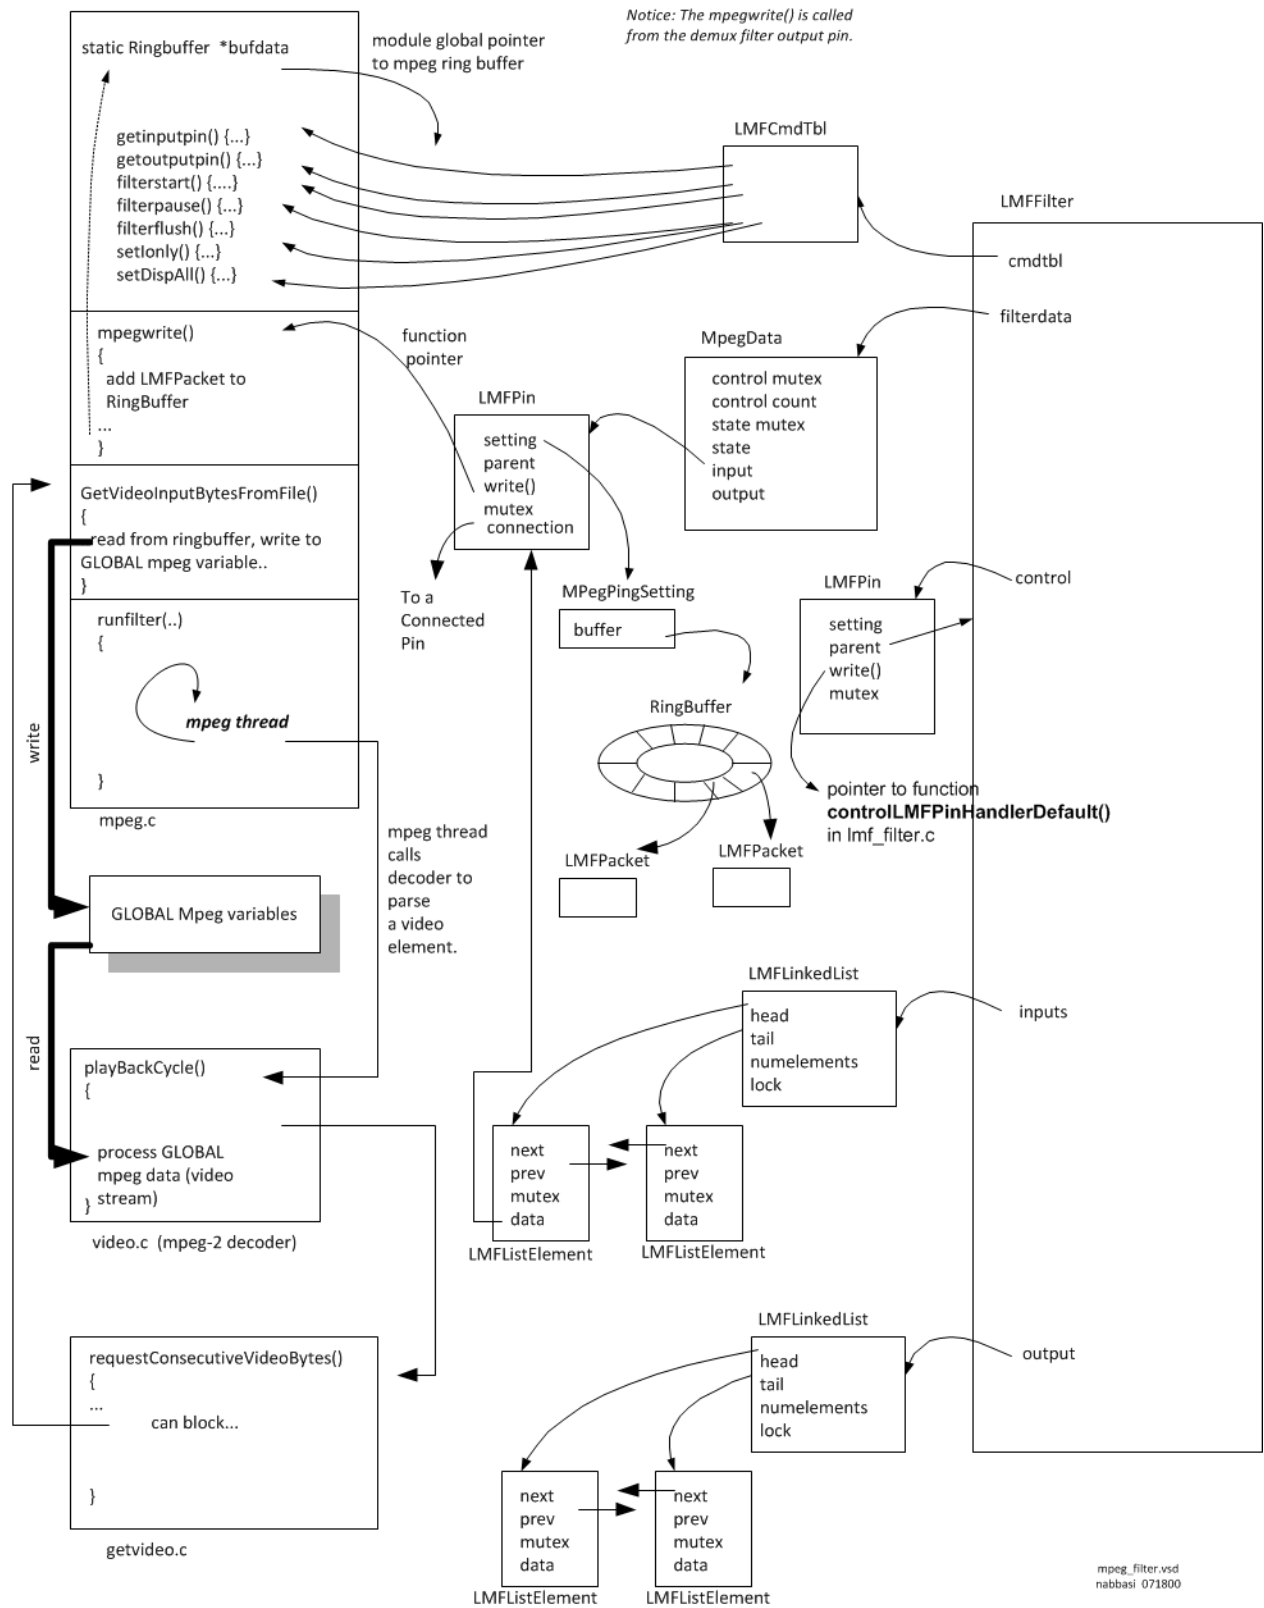 Notice: The mpegwrite() is called
from the demux filter output pin.
static Ringbuffer *bufdata
module global pointer
to mpeg ring buffer
getinputpin() {...}
getoutputpin() {...}
filterstart() {....}
filterpause() {...}
filterflush() {...}
setIonly() {...}
setDispAll() {...}
LMFCmdTbl
LMFFilter
cmdtbl
filterdata
mpegwrite()
{
add LMFPacket to
RingBuffer
...
}
function
pointer
MpegData
control mutex
control count
state mutex
state
input
output
LMFPin
setting
parent
write()
mutex
connection
GetVideoInputBytesFromFile()
{
read from ringbuffer, write to
GLOBAL mpeg variable..
}
To a
Connected
Pin
MPegPingSetting
buffer
LMFPin
setting
parent
write()
mutex
control
runfilter(..)
{
mpeg thread
}
mpeg.c
RingBuffer
pointer to function
controlLMFPinHandlerDefault()
in lmf_filter.c
LMFPacket
LMFPacket
write
mpeg thread
calls
decoder to
parse
a video
element.
GLOBAL Mpeg variables
read
LMFLinkedList
head
tail
numelements
lock
inputs
playBackCycle()
{
process GLOBAL
mpeg data (video
stream)
}
video.c (mpeg-2 decoder)
next
prev
mutex
data
LMFListElement
next
prev
mutex
data
LMFListElement
LMFLinkedList
head
tail
numelements
lock
output
requestConsecutiveVideoBytes()
{
...
can block...
}
getvideo.c
next
prev
mutex
data
LMFListElement
next
prev
mutex
data
LMFListElement
mpeg_filter.vsd
nabbasi 071800